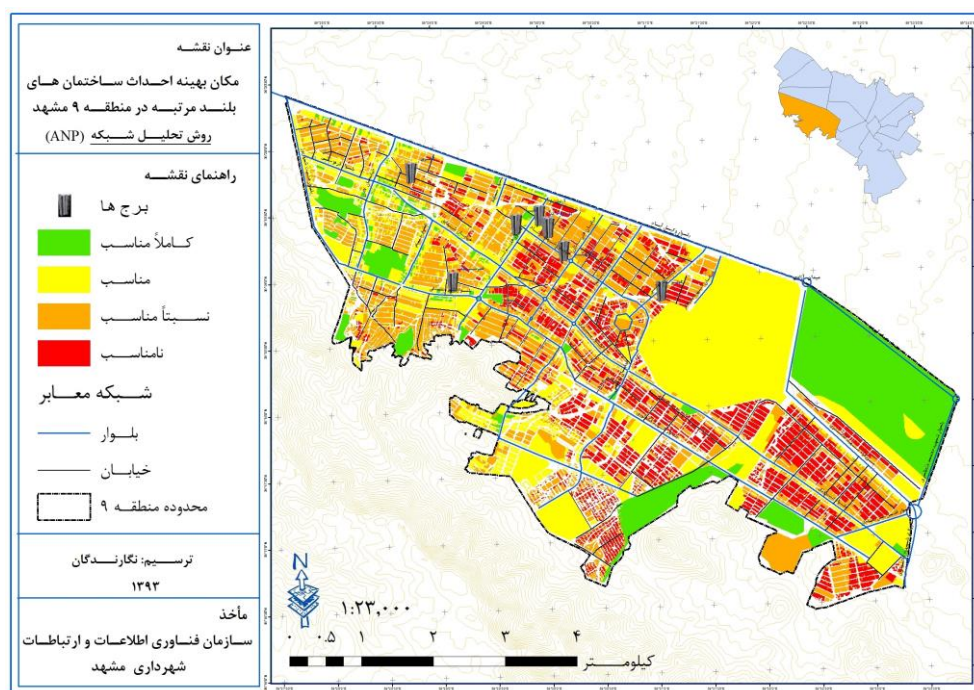 عنوان نقشه
مکان بهینه احداث ساختمان های
بلند مرتبه در منطقه ۹ مشهد
روش تحلیل شبکه (ANP)
راهنمای نقشه
برج ها
کاملاً مناسب
مناسب
نسبتاً مناسب
نامناسب
شبکه معابر
بلوار
خیابان
محدوده منطقه ۹
ترسیم: نگارندگان
۱۳۹۳
مأخذ
سازمان فناوری اطلاعات و ارتباطات
شهرداری مشهد
N
۱:۲۳,۰۰۰
۰ ۰.۵ ۱ ۲ ۳ ۴
کیلومتر